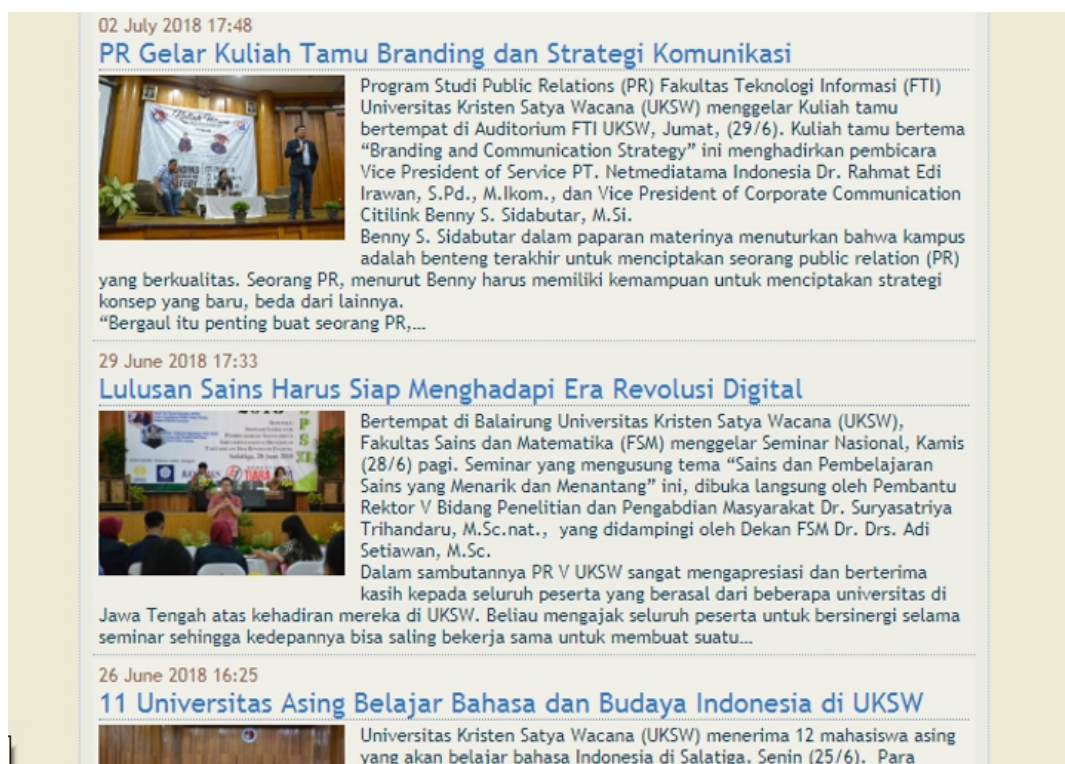 02 July 2018 17:48
PR Gelar Kuliah Tamu Branding dan Strategi Komunikasi
Program Studi Public Relations (PR) Fakultas Teknologi Informasi (FTI)
Universitas Kristen Satya Wacana (UKSW) menggelar Kuliah tamu
bertempat di Auditorium FTI UKSW, Jumat, (29/6). Kuliah tamu bertema
“Branding and Communication Strategy” ini menghadirkan pembicara
Vice President of Service PT. Netmediatama Indonesia Dr. Rahmat Edi
Irawan, S.Pd., M.Ikom., dan Vice President of Corporate Communication
Citilink Benny S. Sidabutar, M.Si.
Benny S. Sidabutar dalam paparan materinya menuturkan bahwa kampus
adalah benteng terakhir untuk menciptakan seorang public relation (PR)
yang berkualitas. Seorang PR, menurut Benny harus memiliki kemampuan untuk menciptakan strategi
konsep yang baru, beda dari lainnya.
“Bergaul itu penting buat seorang PR,…
29 June 2018 17:33
Lulusan Sains Harus Siap Menghadapi Era Revolusi Digital
Bertempat di Balairung Universitas Kristen Satya Wacana (UKSW),
Fakultas Sains dan Matematika (FSM) menggelar Seminar Nasional, Kamis
(28/6) pagi. Seminar yang mengusung tema “Sains dan Pembelajaran
Sains yang Menarik dan Menantang” ini, dibuka langsung oleh Pembantu
Rektor V Bidang Penelitian dan Pengabdian Masyarakat Dr. Suryasatriya
Trihandaru, M.Sc.nat., yang didampingi oleh Dekan FSM Dr. Drs. Adi
Setiawan, M.Sc.
Dalam sambutannya PR V UKSW sangat mengapresiasi dan berterima
kasih kepada seluruh peserta yang berasal dari beberapa universitas di
Jawa Tengah atas kehadiran mereka di UKSW. Beliau mengajak seluruh peserta untuk bersinergi selama
seminar sehingga kedepannya bisa saling bekerja sama untuk membuat suatu…
26 June 2018 16:25
11 Universitas Asing Belajar Bahasa dan Budaya Indonesia di UKSW
Universitas Kristen Satya Wacana (UKSW) menerima 12 mahasiswa asing
yang akan belajar bahasa Indonesia di Salatiga, Senin (25/6). Para